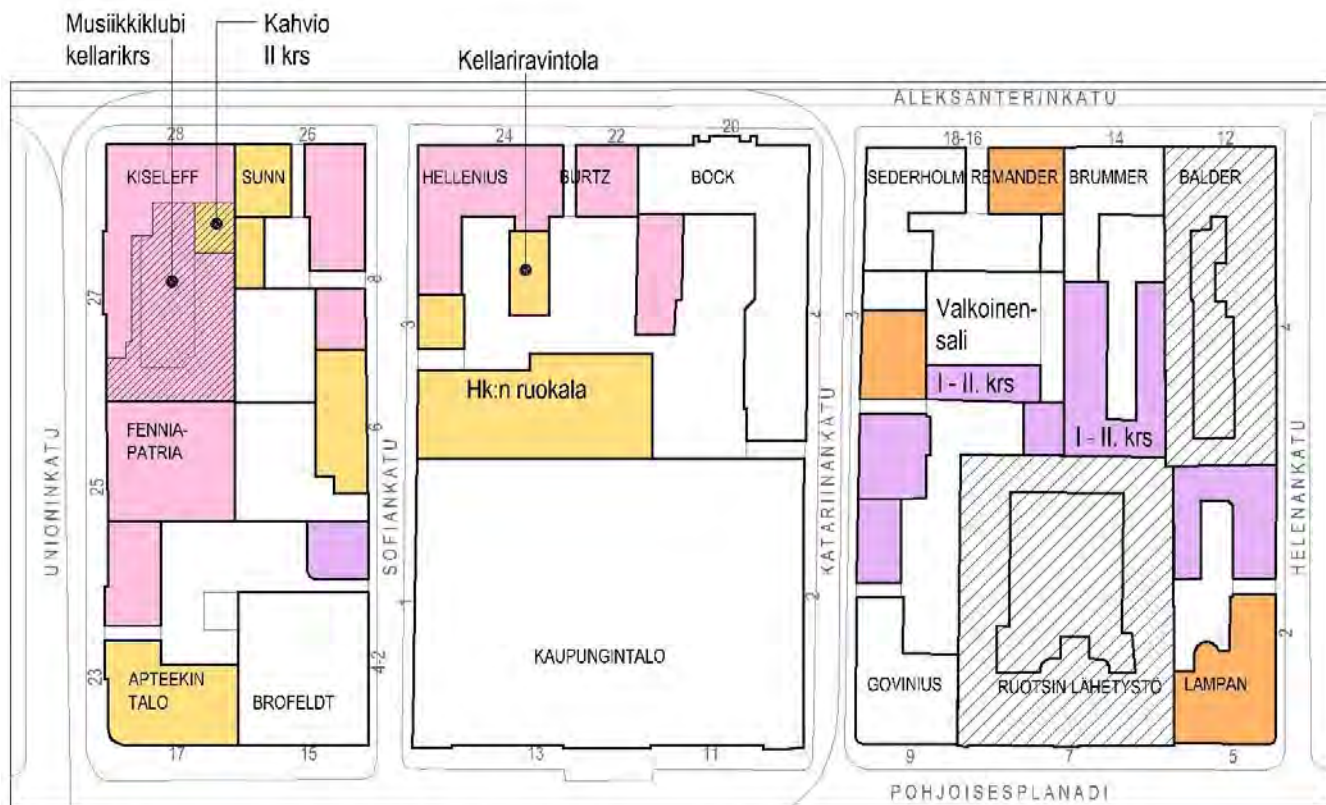 Musiikkiklubi
kellarikrs
Kahvio
II krs
Kellariravintola
ALEKSANTERINKATU
28
26
24
22
20
18-16
14
12
KISELEFF
SUNN
HELLENIUS
BURTZ
BOCK
SEDERHOLM
REMANDER
BRUMMER
BALDER
27
8
3
4
3
4
Valkoinen-
sali
Hk:n ruokala
I - II. krs
I - II. krs
FENNIA-
PATRIA
25
6
UNIONINKATU
SOFIANKATU
KATARIINANKATU
HELENANKATU
1
2
2
KAUPUNGINTALO
23
4-2
APTEEKIN
TALO
BROFELDT
GOVINIUS
RUOTSIN LÄHETYSTÖ
LAMPAN
17
15
13
11
9
7
5
POHJOISESPLANADI